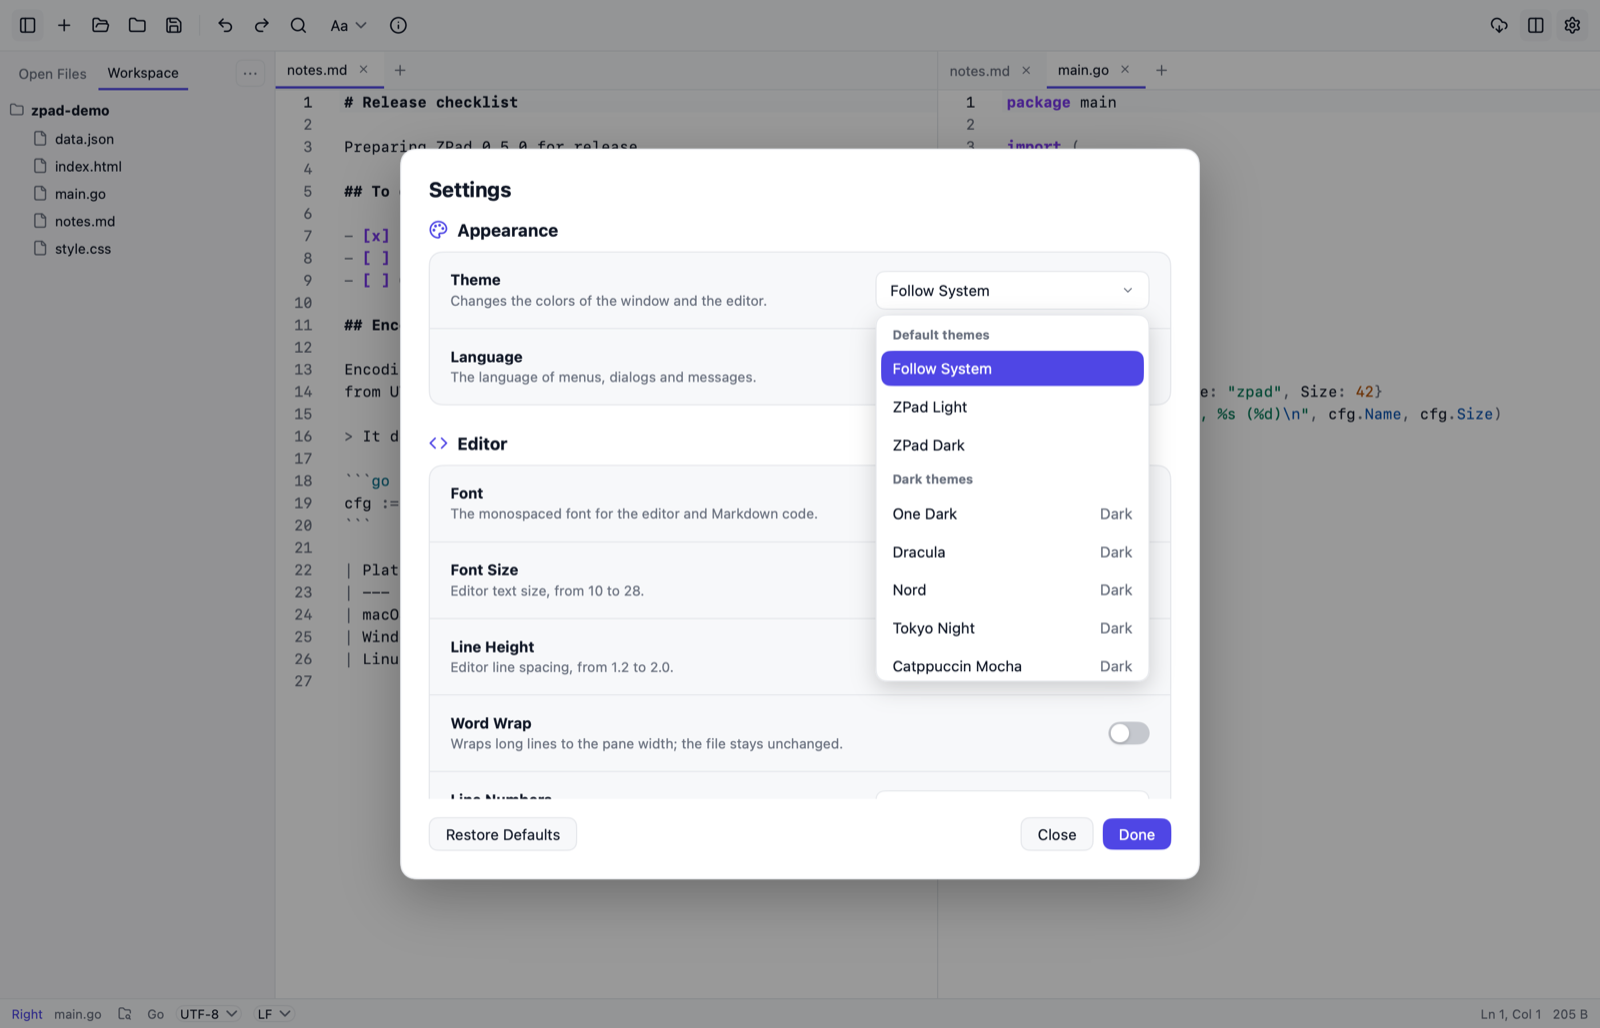 Aa
Open Files
Workspace
notes.md
notes.md
main.go
zpad-demo
data.json
index.html
main.go
notes.md
style.css
1 # Release checklist
2
3 Preparing ZPad 0.5.0 for release
4
5 ## To
6
7 - [x]
8 - [ ]
9 - [ ]
10
11 ## Enc
12
13 Encodi
14 from U
15
16 > It d
17
18 ```go
19 cfg :=
20 ```
21
22 | Plat
23 | ---
24 | macO
25 | Wind
26 | Linu
27
1 package main
2
3 import (
e: "zpad", Size: 42}
, %s (%d)\n", cfg.Name, cfg.Size)
Settings
Appearance
Theme
Changes the colors of the window and the editor.
Follow System
Language
The language of menus, dialogs and messages.
Default themes
Follow System
ZPad Light
ZPad Dark
Dark themes
One Dark Dark
Dracula Dark
Nord Dark
Tokyo Night Dark
Catppuccin Mocha Dark
Editor
Font
The monospaced font for the editor and Markdown code.
Font Size
Editor text size, from 10 to 28.
Line Height
Editor line spacing, from 1.2 to 2.0.
Word Wrap
Wraps long lines to the pane width; the file stays unchanged.
Line Numbers
Restore Defaults
Close
Done
Right main.go Go UTF-8 LF
Ln 1, Col 1 205 B